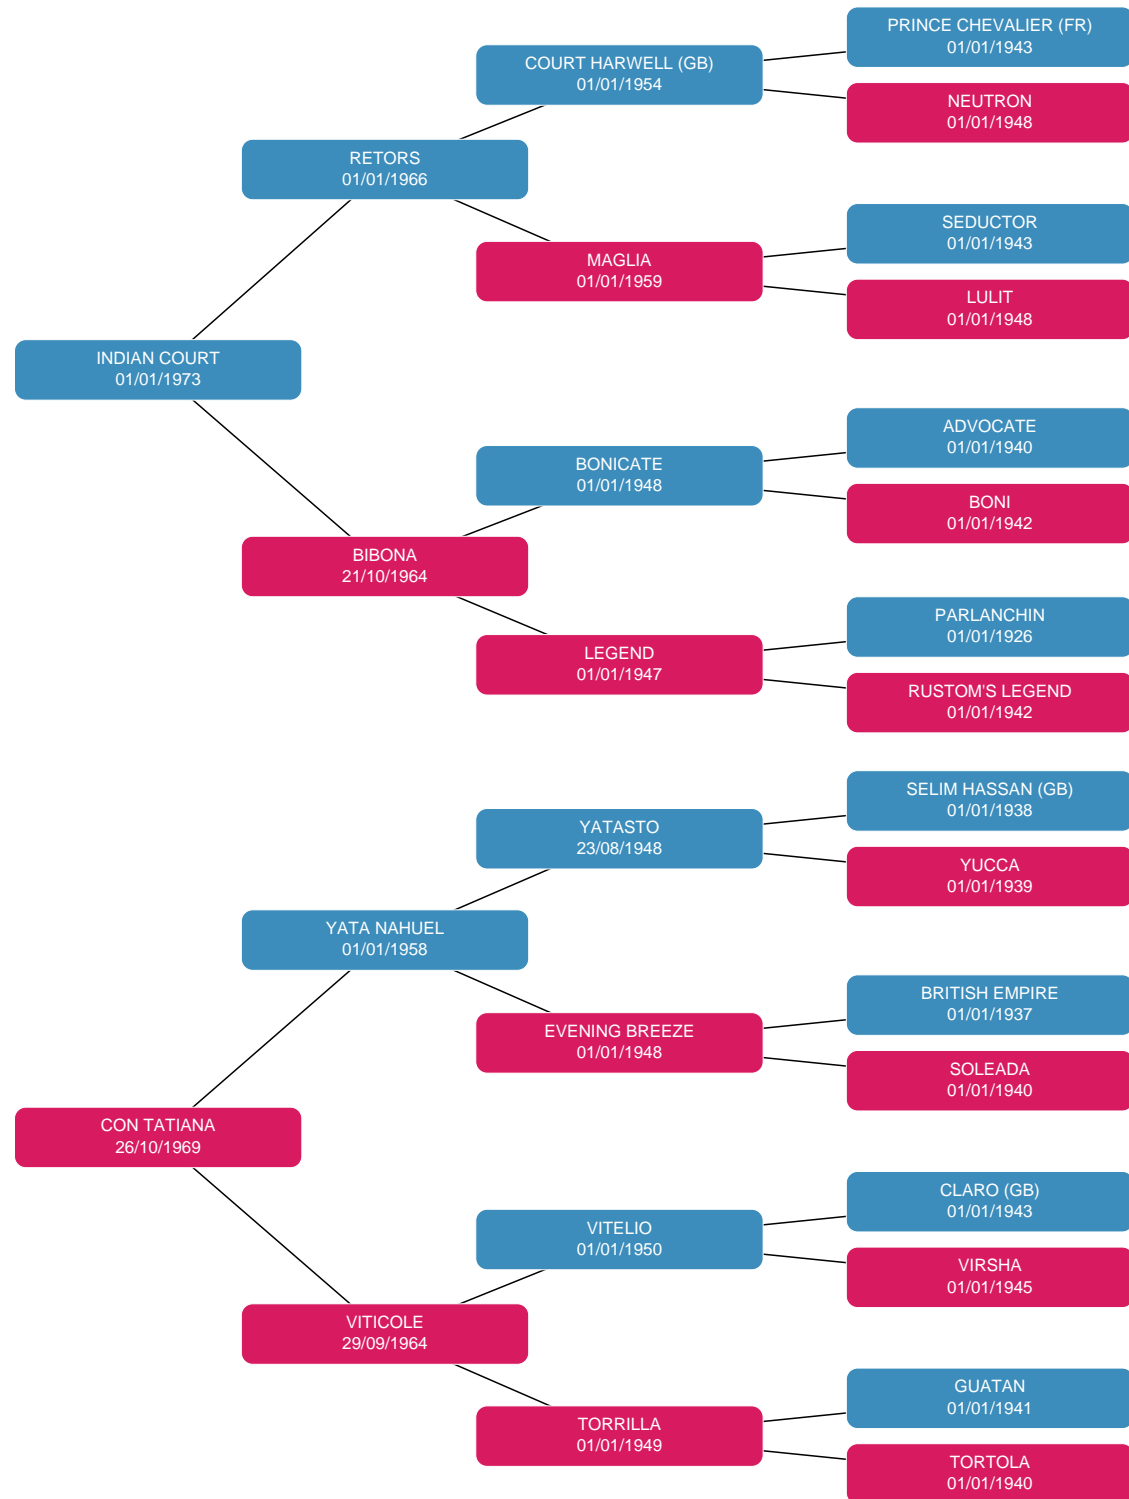 PRINCE CHEVALIER (FR)
01/01/1943
COURT HARWELL (GB)
01/01/1954
NEUTRON
01/01/1948
RETORS
01/01/1966
SEDUCTOR
01/01/1943
MAGLIA
01/01/1959
LULIT
01/01/1948
INDIAN COURT
01/01/1973
ADVOCATE
01/01/1940
BONICATE
01/01/1948
BONI
01/01/1942
BIBONA
21/10/1964
PARLANCHIN
01/01/1926
LEGEND
01/01/1947
RUSTOM'S LEGEND
01/01/1942
SELIM HASSAN (GB)
01/01/1938
YATASTO
23/08/1948
YUCCA
01/01/1939
YATA NAHUEL
01/01/1958
BRITISH EMPIRE
01/01/1937
EVENING BREEZE
01/01/1948
SOLEADA
01/01/1940
CON TATIANA
26/10/1969
CLARO (GB)
01/01/1943
VITELIO
01/01/1950
VIRSHA
01/01/1945
VITICOLE
29/09/1964
GUATAN
01/01/1941
TORRILLA
01/01/1949
TORTOLA
01/01/1940